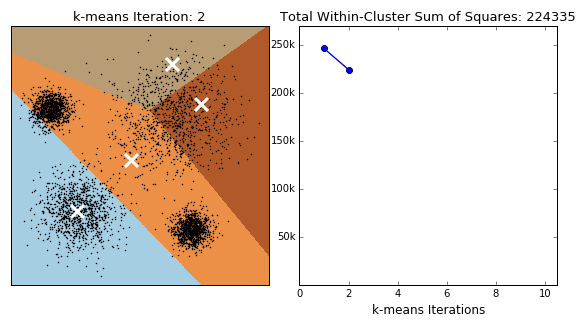 k-means Iteration: 2
Total Within-Cluster Sum of Squares: 224335
250k
200k
150k
100k
50k
0 2 4 6 8 10
k-means Iterations